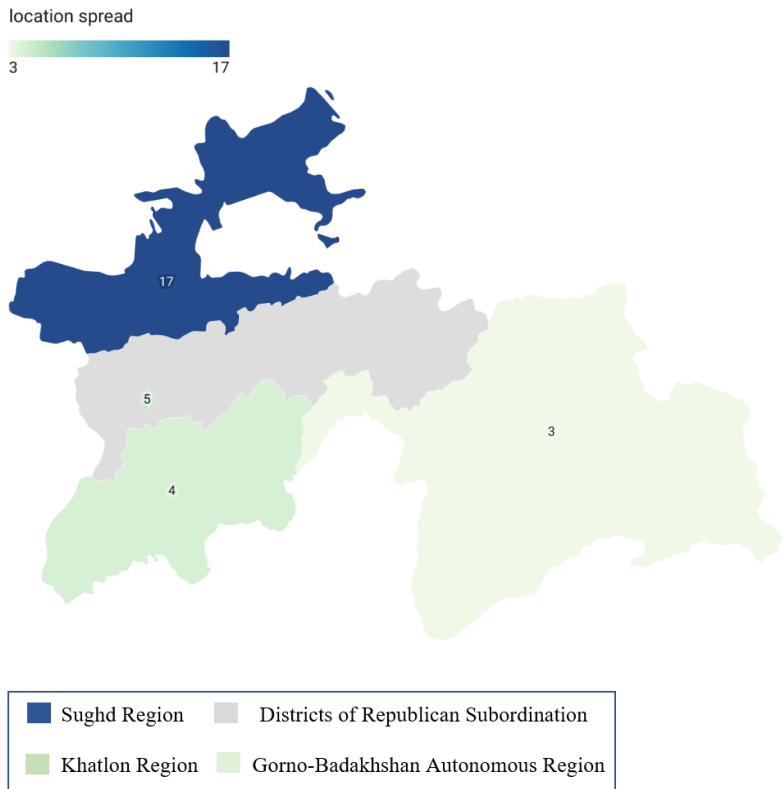 location spread
3 17
17
5
3
4
Sughd Region Districts of Republican Subordination
Khatlon Region Gorno-Badakhshan Autonomous Region